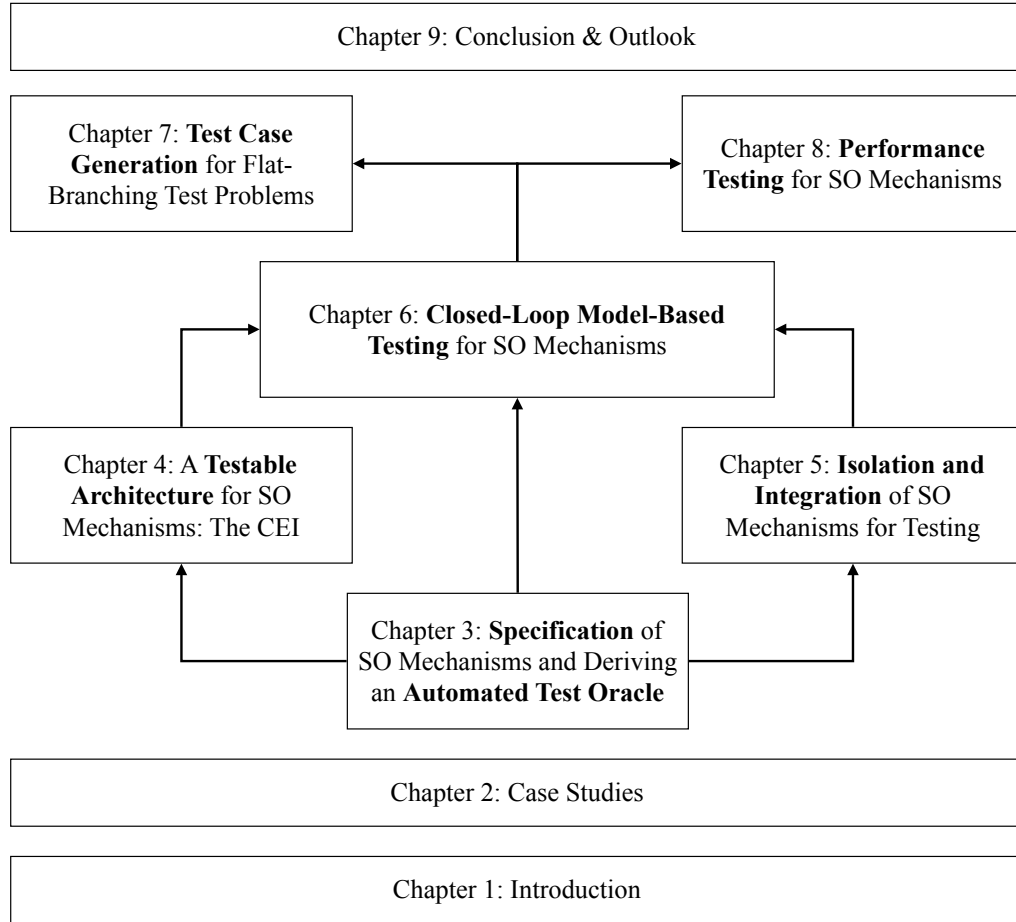 Chapter 9: Conclusion & Outlook
Chapter 7: Test Case
Generation for Flat-
Branching Test Problems
Chapter 8: Performance
Testing for SO Mechanisms
Chapter 6: Closed-Loop Model-Based
Testing for SO Mechanisms
Chapter 4: A Testable
Architecture for SO
Mechanisms: The CEI
Chapter 5: Isolation and
Integration of SO
Mechanisms for Testing
Chapter 3: Specification of
SO Mechanisms and Deriving
an Automated Test Oracle
Chapter 2: Case Studies
Chapter 1: Introduction